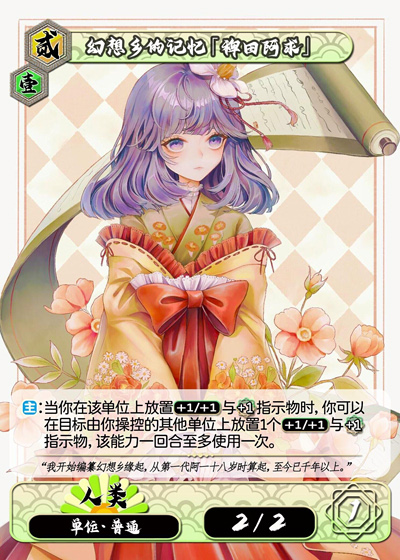 贰
幻想乡的记忆「稗田阿求」
壹
主:当你在该单位上放置+1/+1与+1指示物时,你可以
在目标由你操控的其他单位上放置1个+1/+1与+1
指示物,该能力一回合至多使用一次。
“我开始编纂幻想乡缘起,从第一代阿一十八岁时算起,至今已千年以上。”
人类
单位·普通
2/2
1